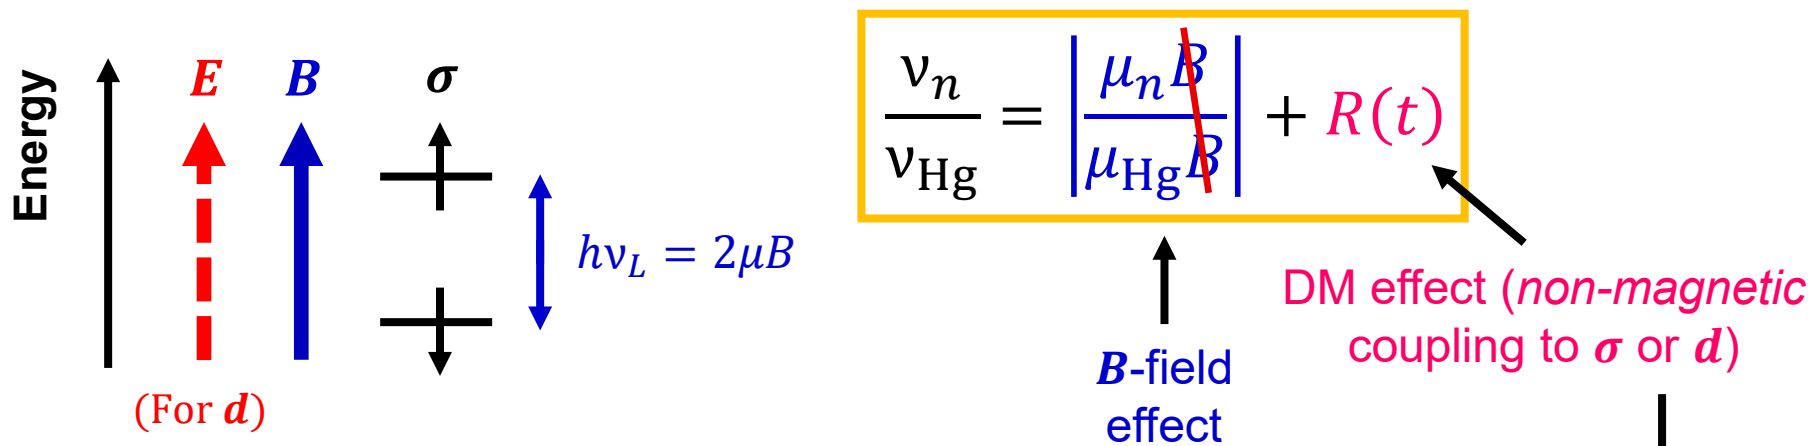 Energy
E B σ
hν_L = 2μB
(For d)
ν_n/ν_Hg = |μ_n B/μ_Hg B| + R(t)
B-field
effect
DM effect (non-magnetic
coupling to σ or d)